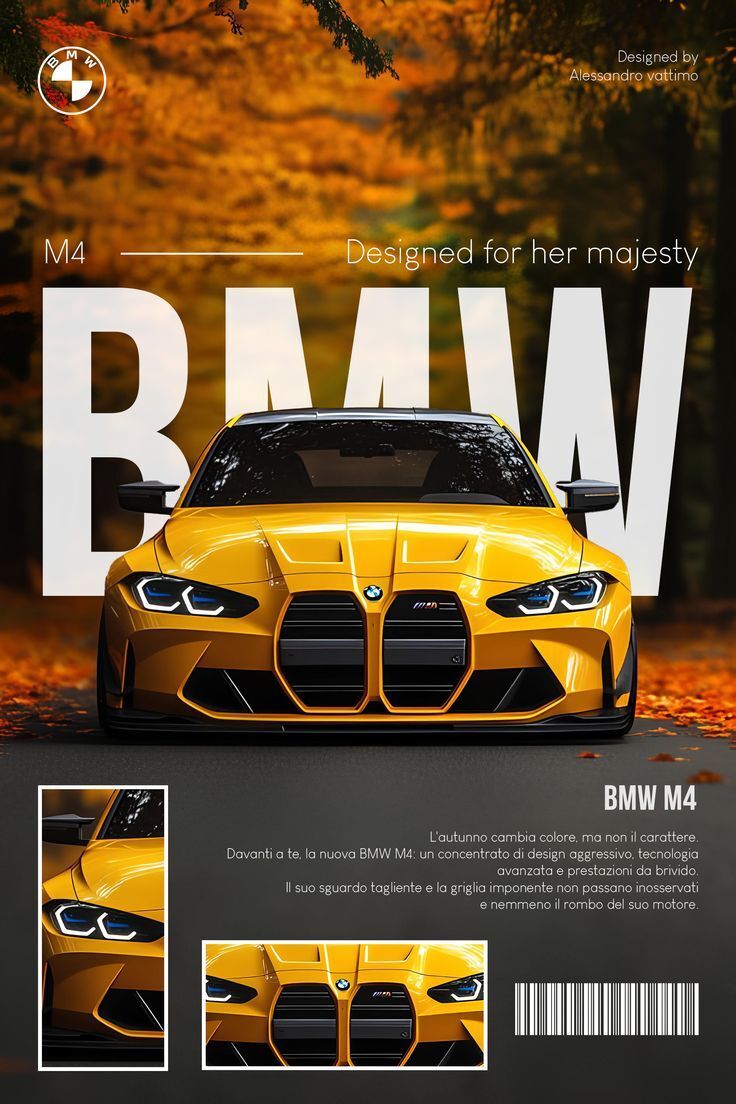 BMW
Designed by
Alessandro vattimo
M4
Designed for her majesty
BMW
BMW M4
L'autunno cambia colore, ma non il carattere.
Davanti a te, la nuova BMW M4: un concentrato di design aggressivo, tecnologia
avanzata e prestazioni da brivido.
Il suo sguardo tagliente e la griglia imponente non passano inosservati
e nemmeno il rombo del suo motore.